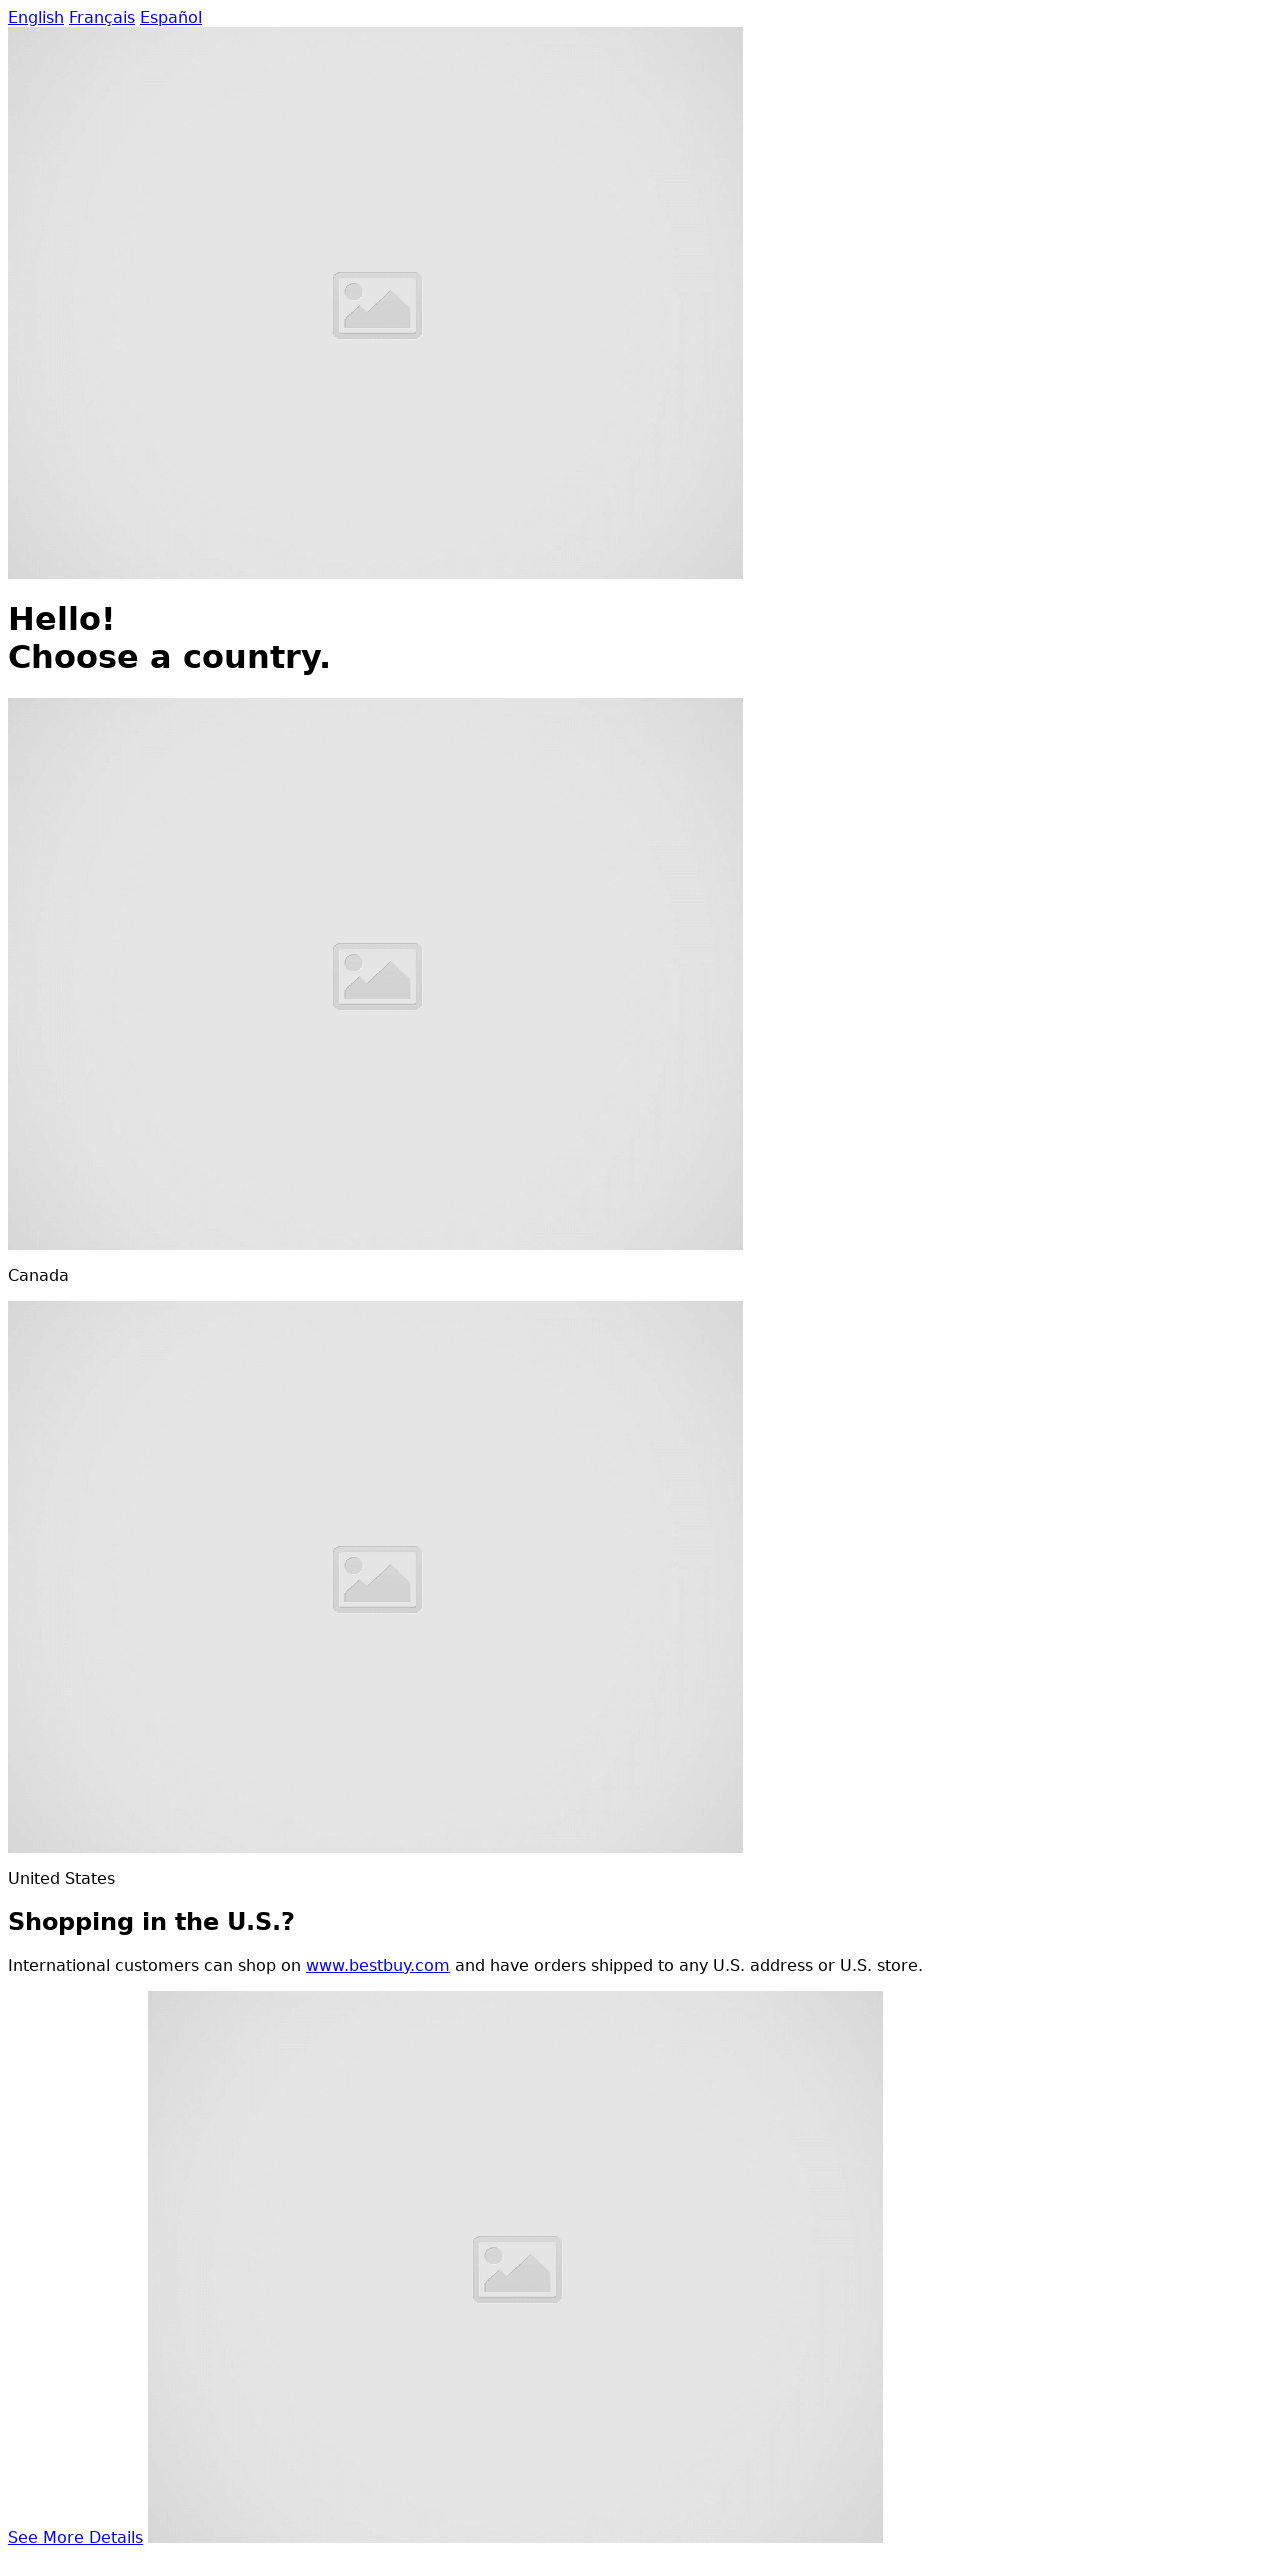 English Français Español
Hello!
Choose a country.
Canada
United States
Shopping in the U.S.?
International customers can shop on www.bestbuy.com and have orders shipped to any U.S. address or U.S. store.
See More Details